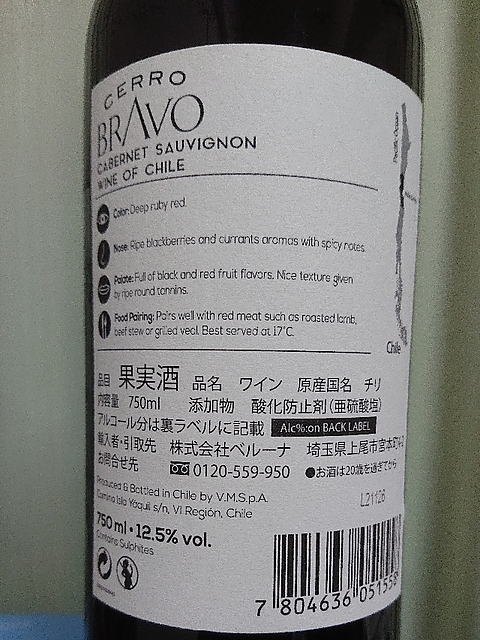 CERRO
BRAVO
CABERNET SAUVIGNON
WINE OF CHILE
Pacific Ocean
Color: Deep ruby red.
Nose: Ripe blackberries and currants aromas with spicy notes.
Palate: Full of black and red fruit flavors. Nice texture given
by ripe round tannins.
Food Pairing: Pairs well with red meat such as roasted lamb,
beef stew or grilled veal. Best served at 17°C.
Chile
品目 果実酒 品名 ワイン 原産国名 チリ
内容量 750ml 添加物 酸化防止剤(亜硫酸塩)
アルコール分は裏ラベルに記載 Alc%:on BACK LABEL
輸入者・引取先 株式会社ベルーナ 埼玉県上尾市宮本町4-2
お問合せ先 0120-559-950 ●お酒は20歳を過ぎてから
Produced & Bottled in Chile by V.M.S.p.A.
Camino Isla Yaquil s/n, VI Región, Chile
L21126
750 ml • 12.5% vol.
Contains Sulphites
7 804636 051558